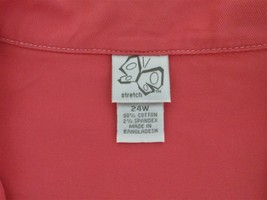 stretch
24W
98% COTTON
2% SPANDEX
MADE IN
BANGLADESH